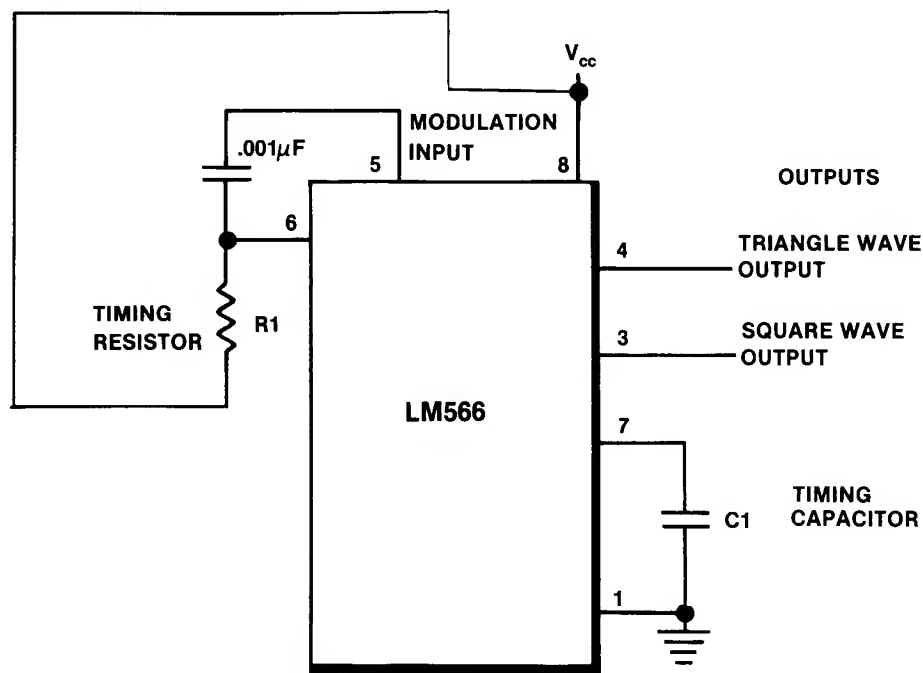 Vcc
MODULATION
INPUT
.001µF
5
8
OUTPUTS
6
4
TRIANGLE WAVE
OUTPUT
TIMING
RESISTOR
R1
3
SQUARE WAVE
OUTPUT
LM566
7
TIMING
CAPACITOR
C1
1